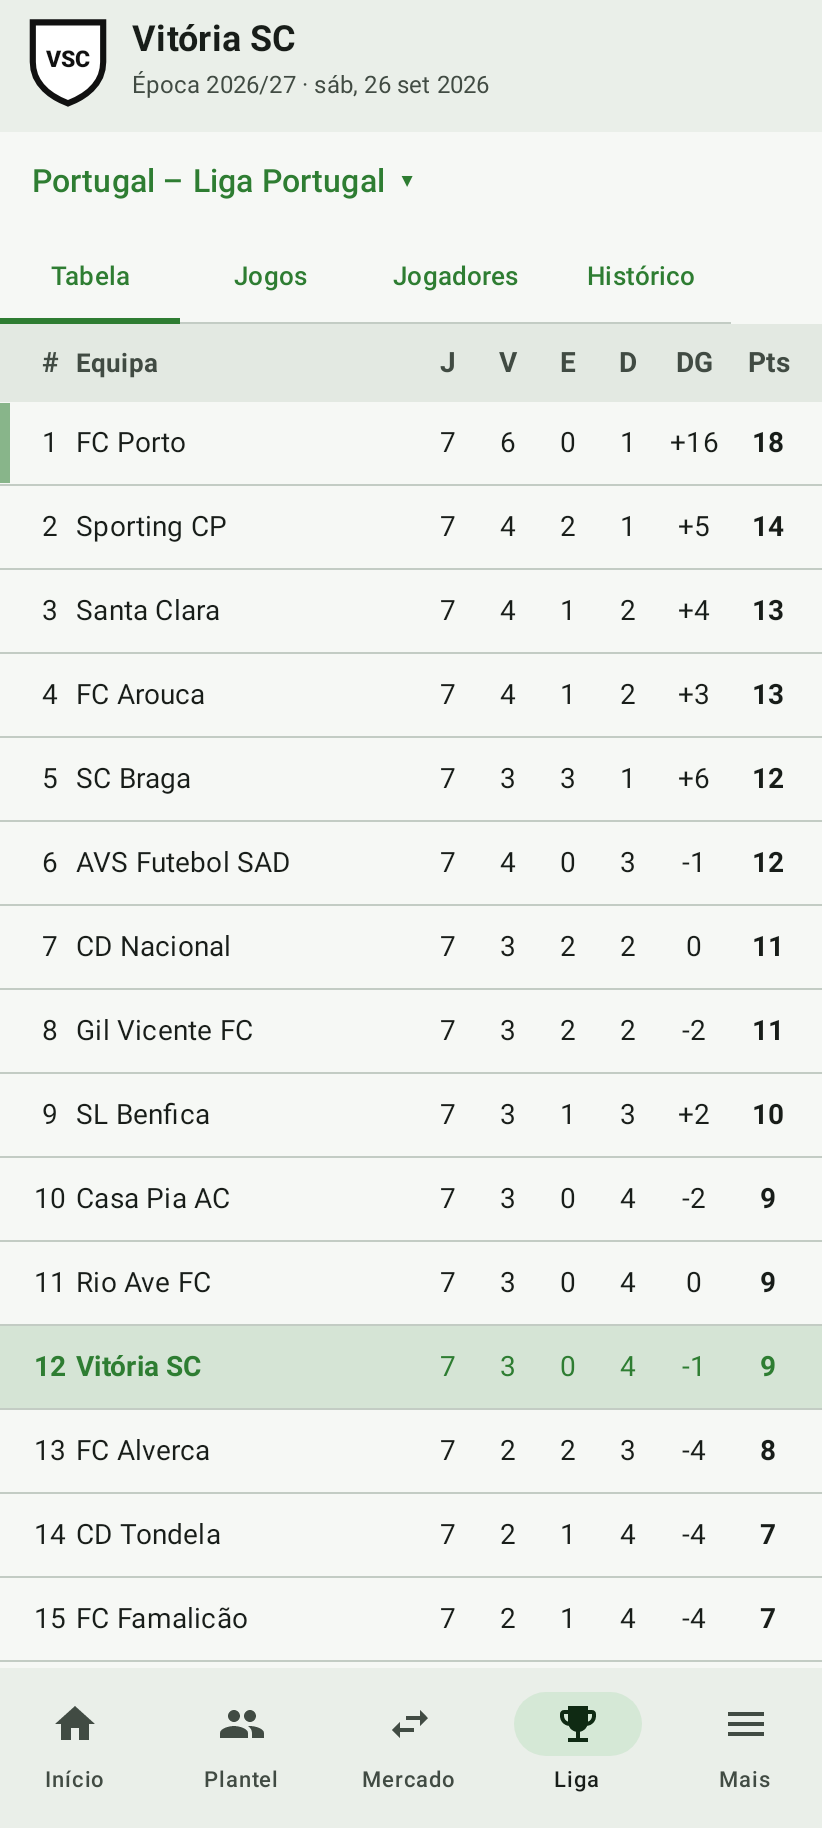 VSC
Vitória SC
Época 2026/27 · sáb, 26 set 2026
Portugal – Liga Portugal ▼
Tabela Jogos Jogadores Histórico
# Equipa J V E D DG Pts
1 FC Porto 7 6 0 1 +16 18
2 Sporting CP 7 4 2 1 +5 14
3 Santa Clara 7 4 1 2 +4 13
4 FC Arouca 7 4 1 2 +3 13
5 SC Braga 7 3 3 1 +6 12
6 AVS Futebol SAD 7 4 0 3 -1 12
7 CD Nacional 7 3 2 2 0 11
8 Gil Vicente FC 7 3 2 2 -2 11
9 SL Benfica 7 3 1 3 +2 10
10 Casa Pia AC 7 3 0 4 -2 9
11 Rio Ave FC 7 3 0 4 0 9
12 Vitória SC 7 3 0 4 -1 9
13 FC Alverca 7 2 2 3 -4 8
14 CD Tondela 7 2 1 4 -4 7
15 FC Famalicão 7 2 1 4 -4 7
Início Plantel Mercado Liga Mais